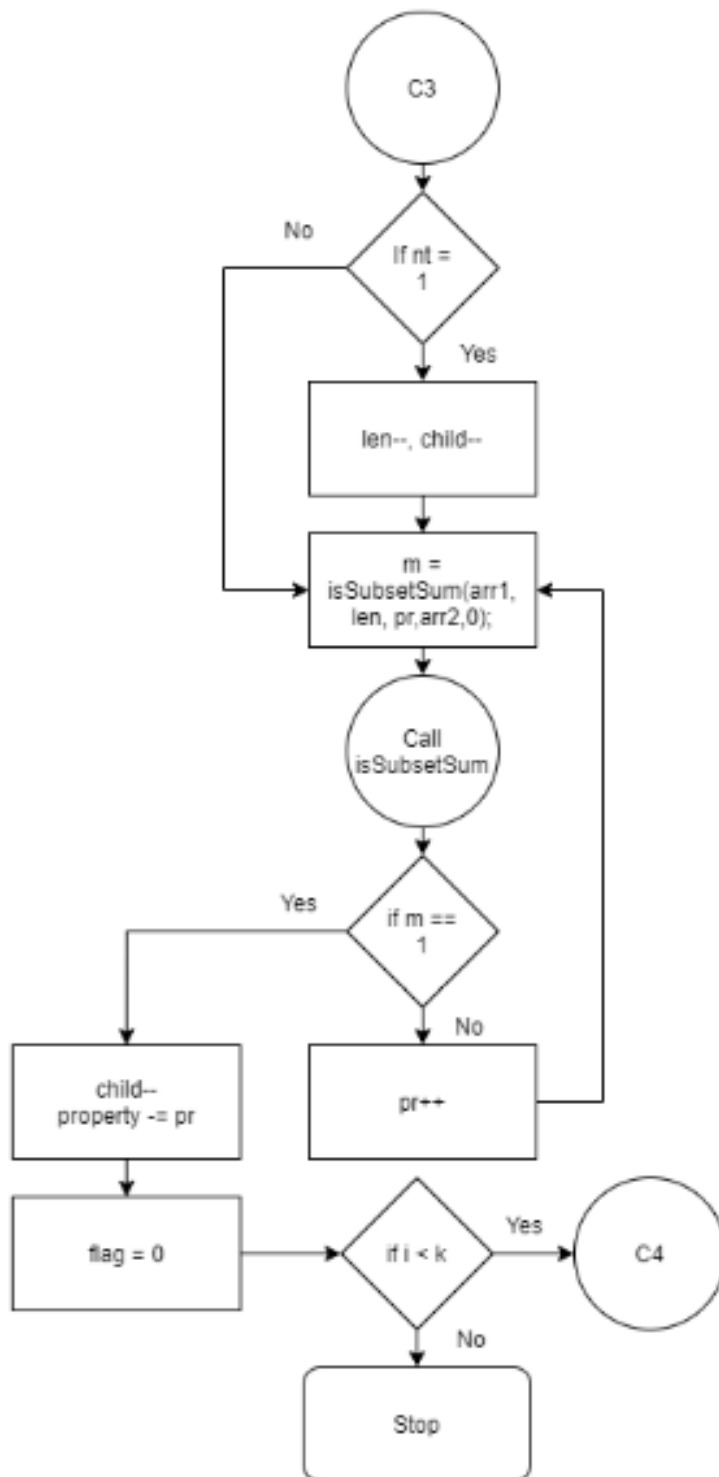 C3
No
If nt =
1
Yes
len--, child--
m =
isSubsetSum(arr1,
len, pr,arr2,0);
Call
isSubsetSum
Yes
if m ==
1
No
child--
property -= pr
pr++
flag = 0
if i < k
Yes
C4
No
Stop